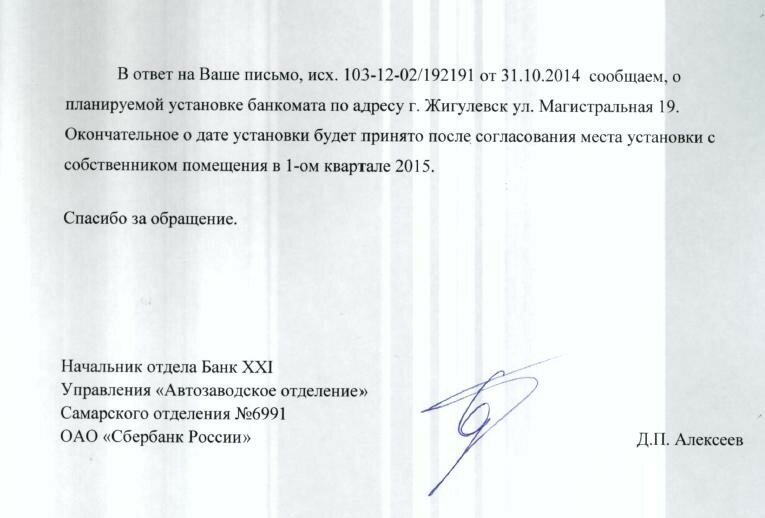 В ответ на Ваше письмо, исх. 103-12-02/192191 от 31.10.2014 сообщаем, о
планируемой установке банкомата по адресу г. Жигулевск ул. Магистральная 19.
Окончательное о дате установки будет принято после согласования места установки с
собственником помещения в 1-ом квартале 2015.
Спасибо за обращение.
Начальник отдела Банк XXI
Управления «Автозаводское отделение»
Самарского отделения №6991
ОАО «Сбербанк России»
Д.П. Алексеев